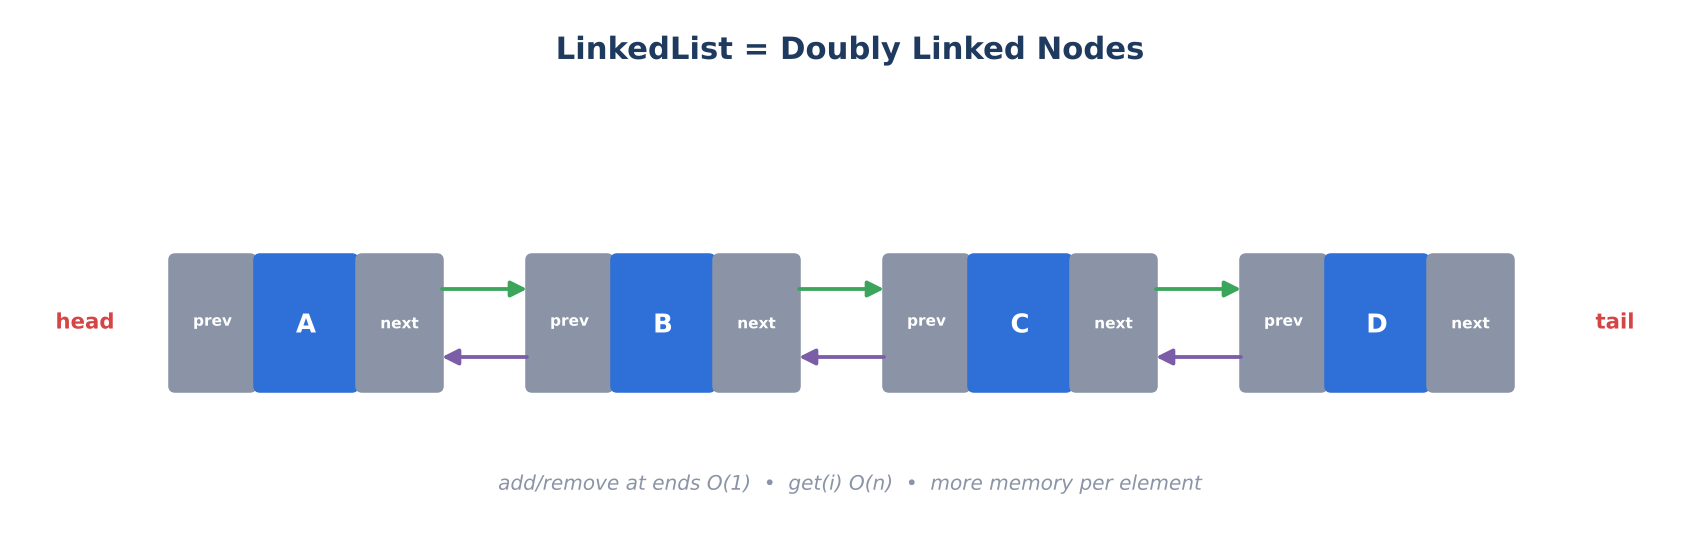 LinkedList = Doubly Linked Nodes
head prev A next prev B next prev C next prev D next tail
add/remove at ends O(1) • get(i) O(n) • more memory per element